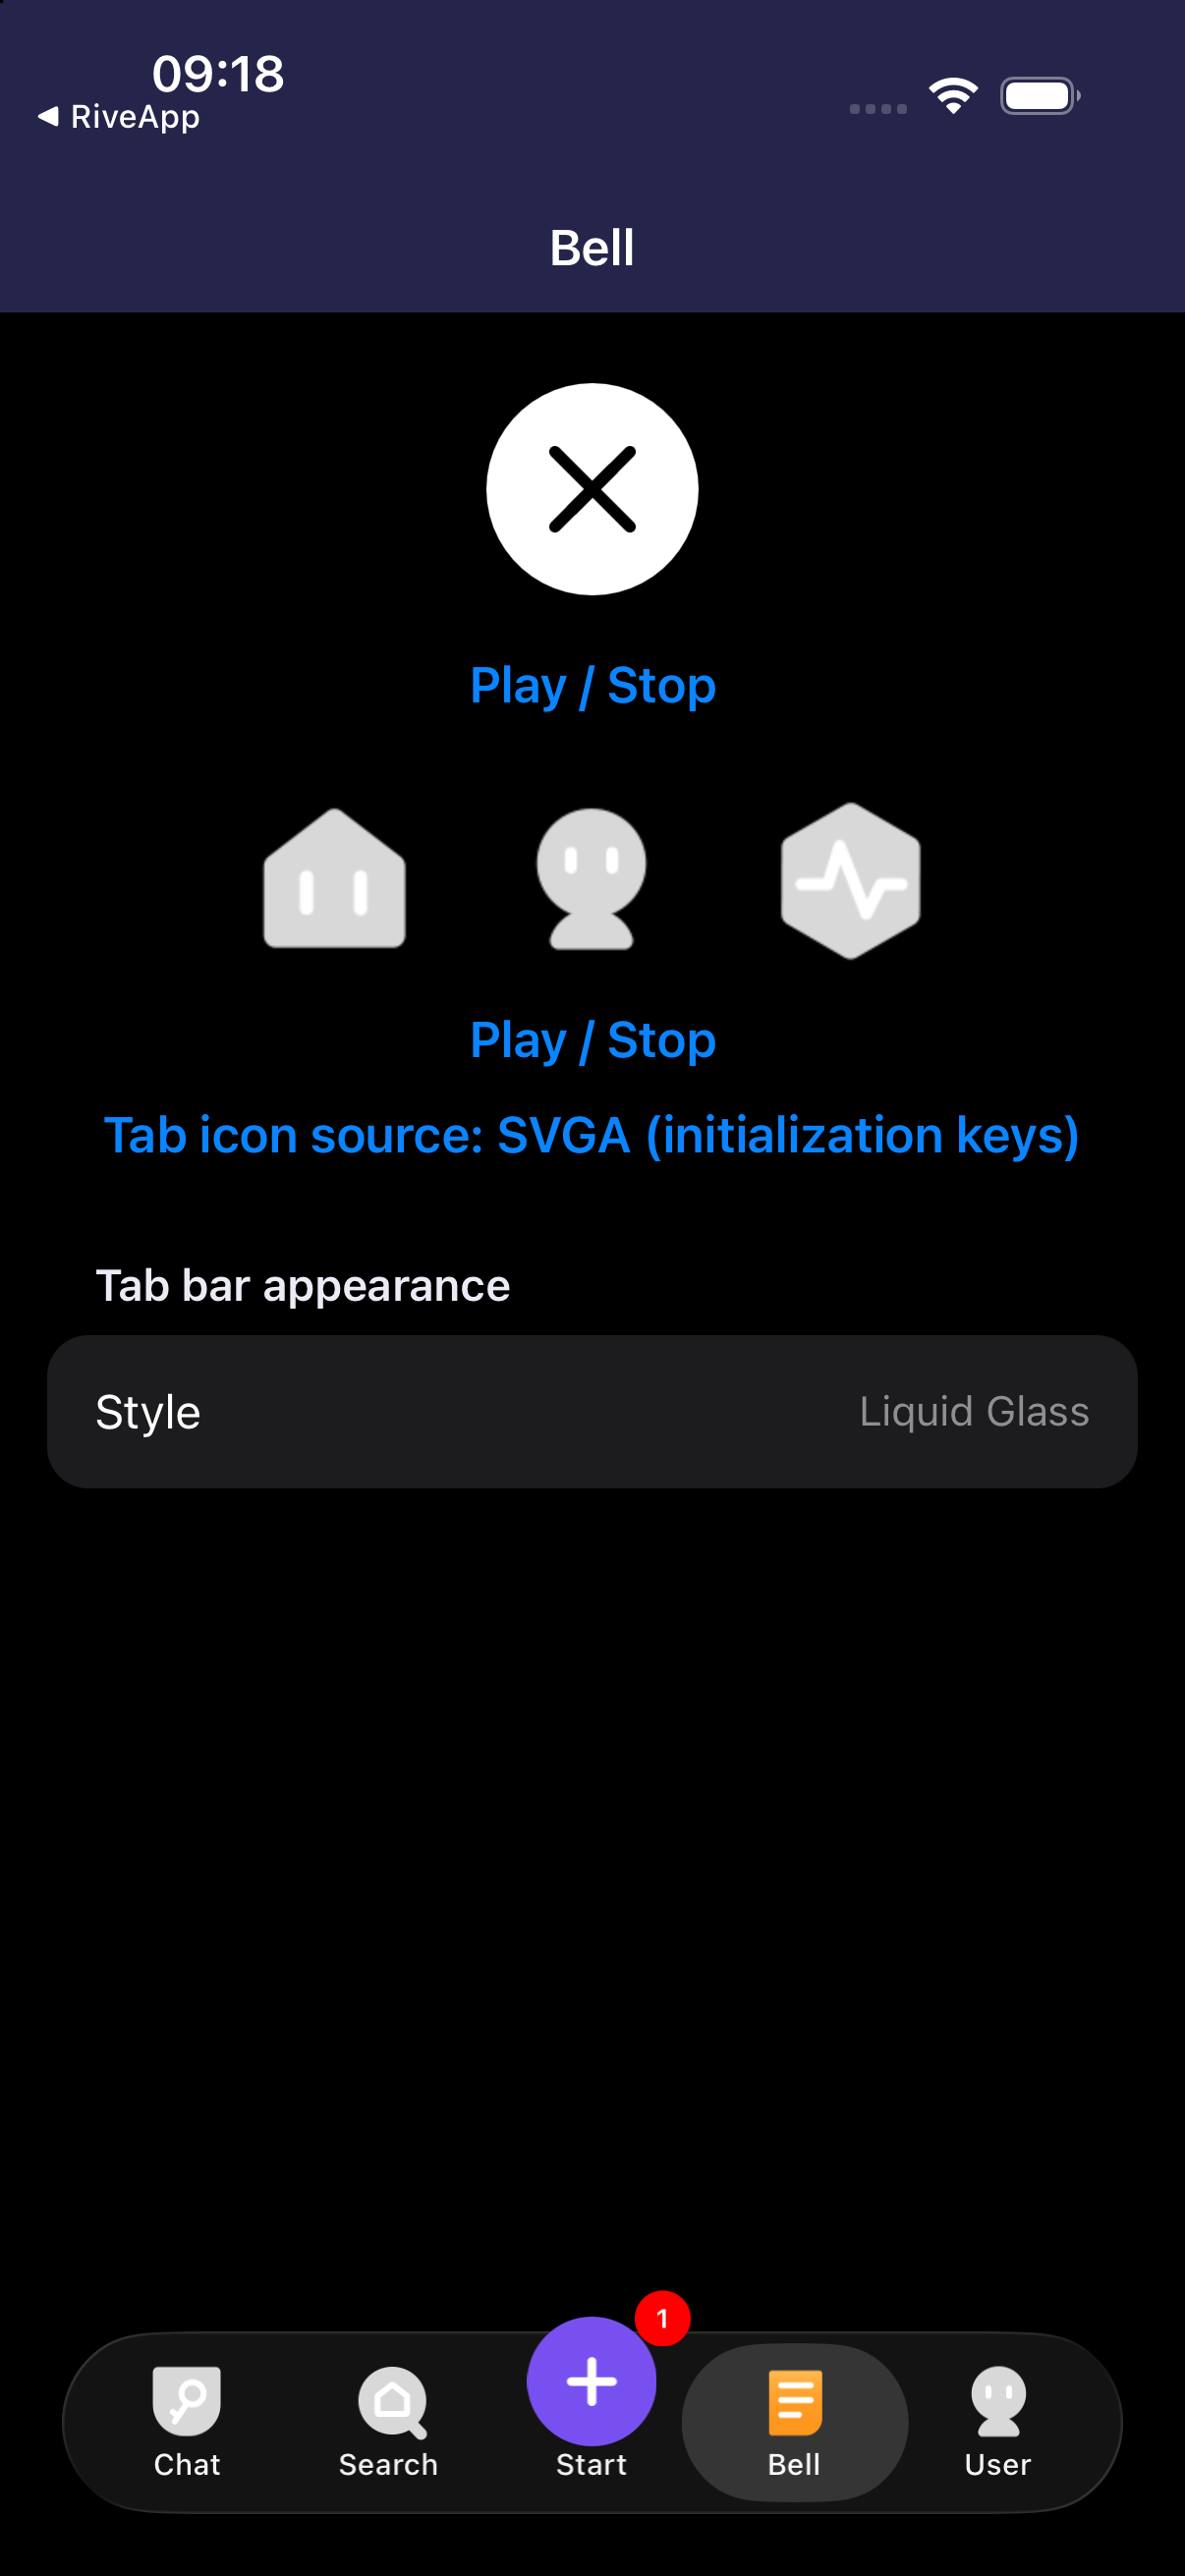 09:18
◀ RiveApp
Bell
Play / Stop
Play / Stop
Tab icon source: SVGA (initialization keys)
Tab bar appearance
Style
Liquid Glass
1
Chat
Search
Start
Bell
User